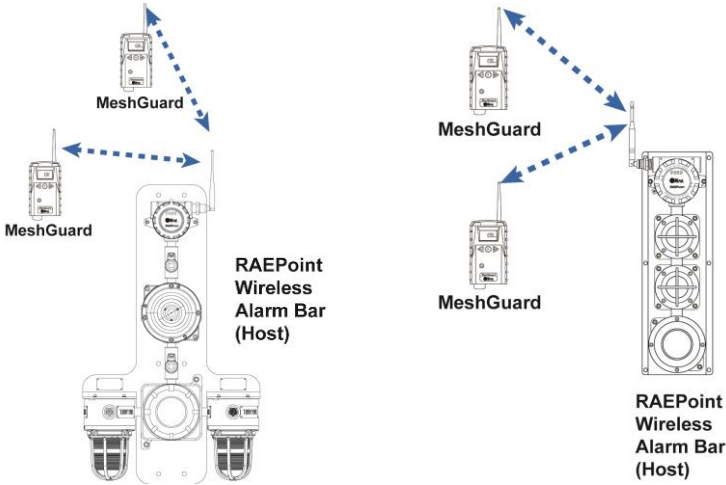 MeshGuard
MeshGuard
RAEPoint
Wireless
Alarm Bar
(Host)
MeshGuard
MeshGuard
RAEPoint
Wireless
Alarm Bar
(Host)